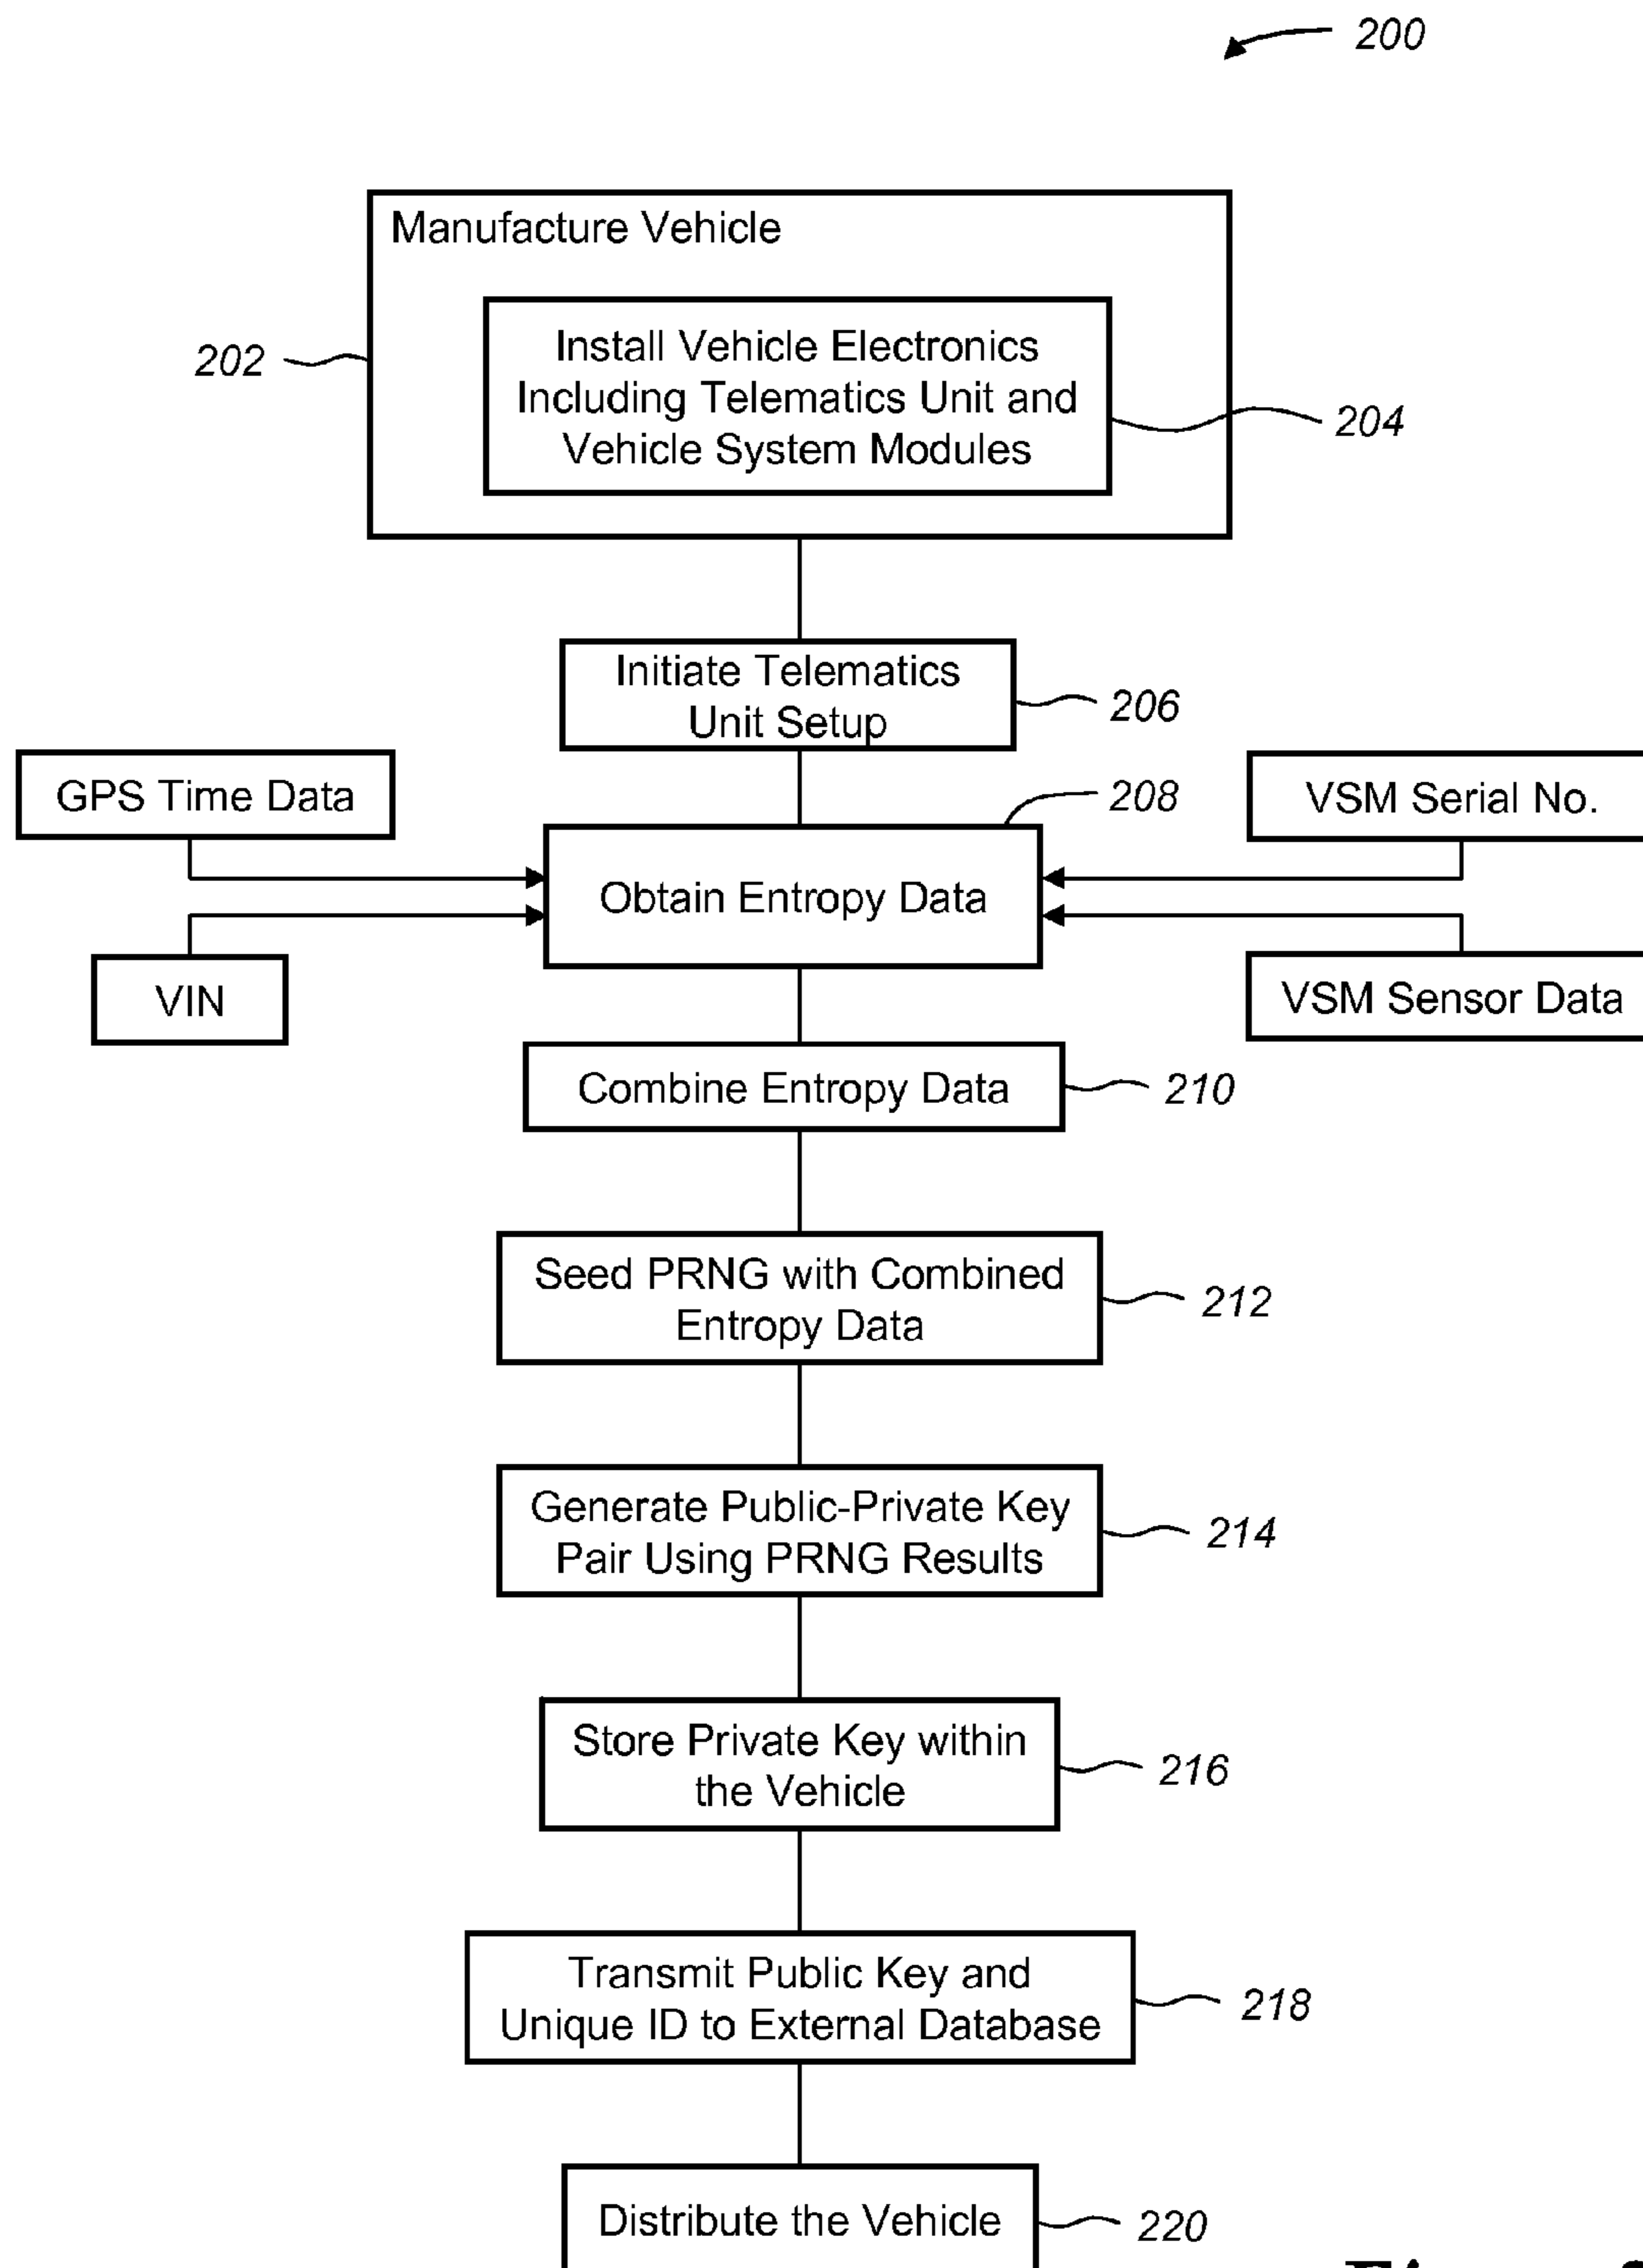 200
Manufacture Vehicle
Install Vehicle Electronics
Including Telematics Unit and
Vehicle System Modules
202
204
Initiate Telematics
Unit Setup
206
GPS Time Data
208
VSM Serial No.
Obtain Entropy Data
VIN
VSM Sensor Data
Combine Entropy Data
210
Seed PRNG with Combined
Entropy Data
212
Generate Public-Private Key
Pair Using PRNG Results
214
Store Private Key within
the Vehicle
216
Transmit Public Key and
Unique ID to External Database
218
Distribute the Vehicle
220